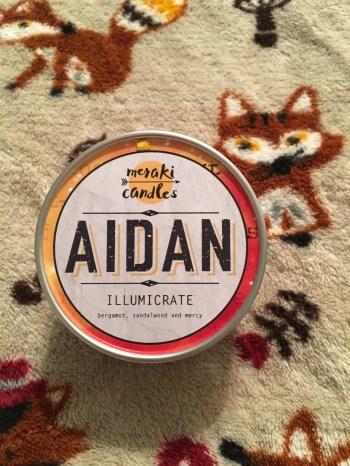 meraki
candles
AIDAN
ILLUMICRATE
bergamot, sandalwood and mercy